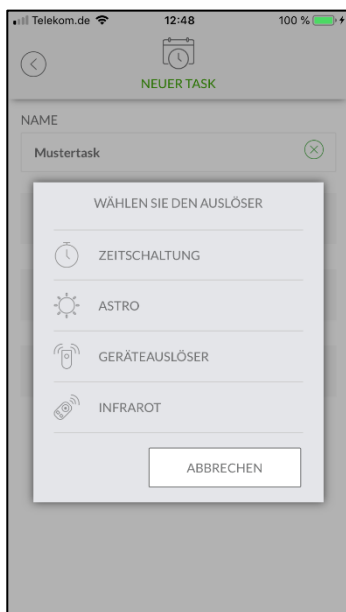 Telekom.de 12:48 100 %
NEUER TASK
NAME
Mustertask
WÄHLEN SIE DEN AUSLÖSER
ZEITSCHALTUNG
ASTRO
GERÄTEAUSLÖSER
INFRAROT
ABBRECHEN